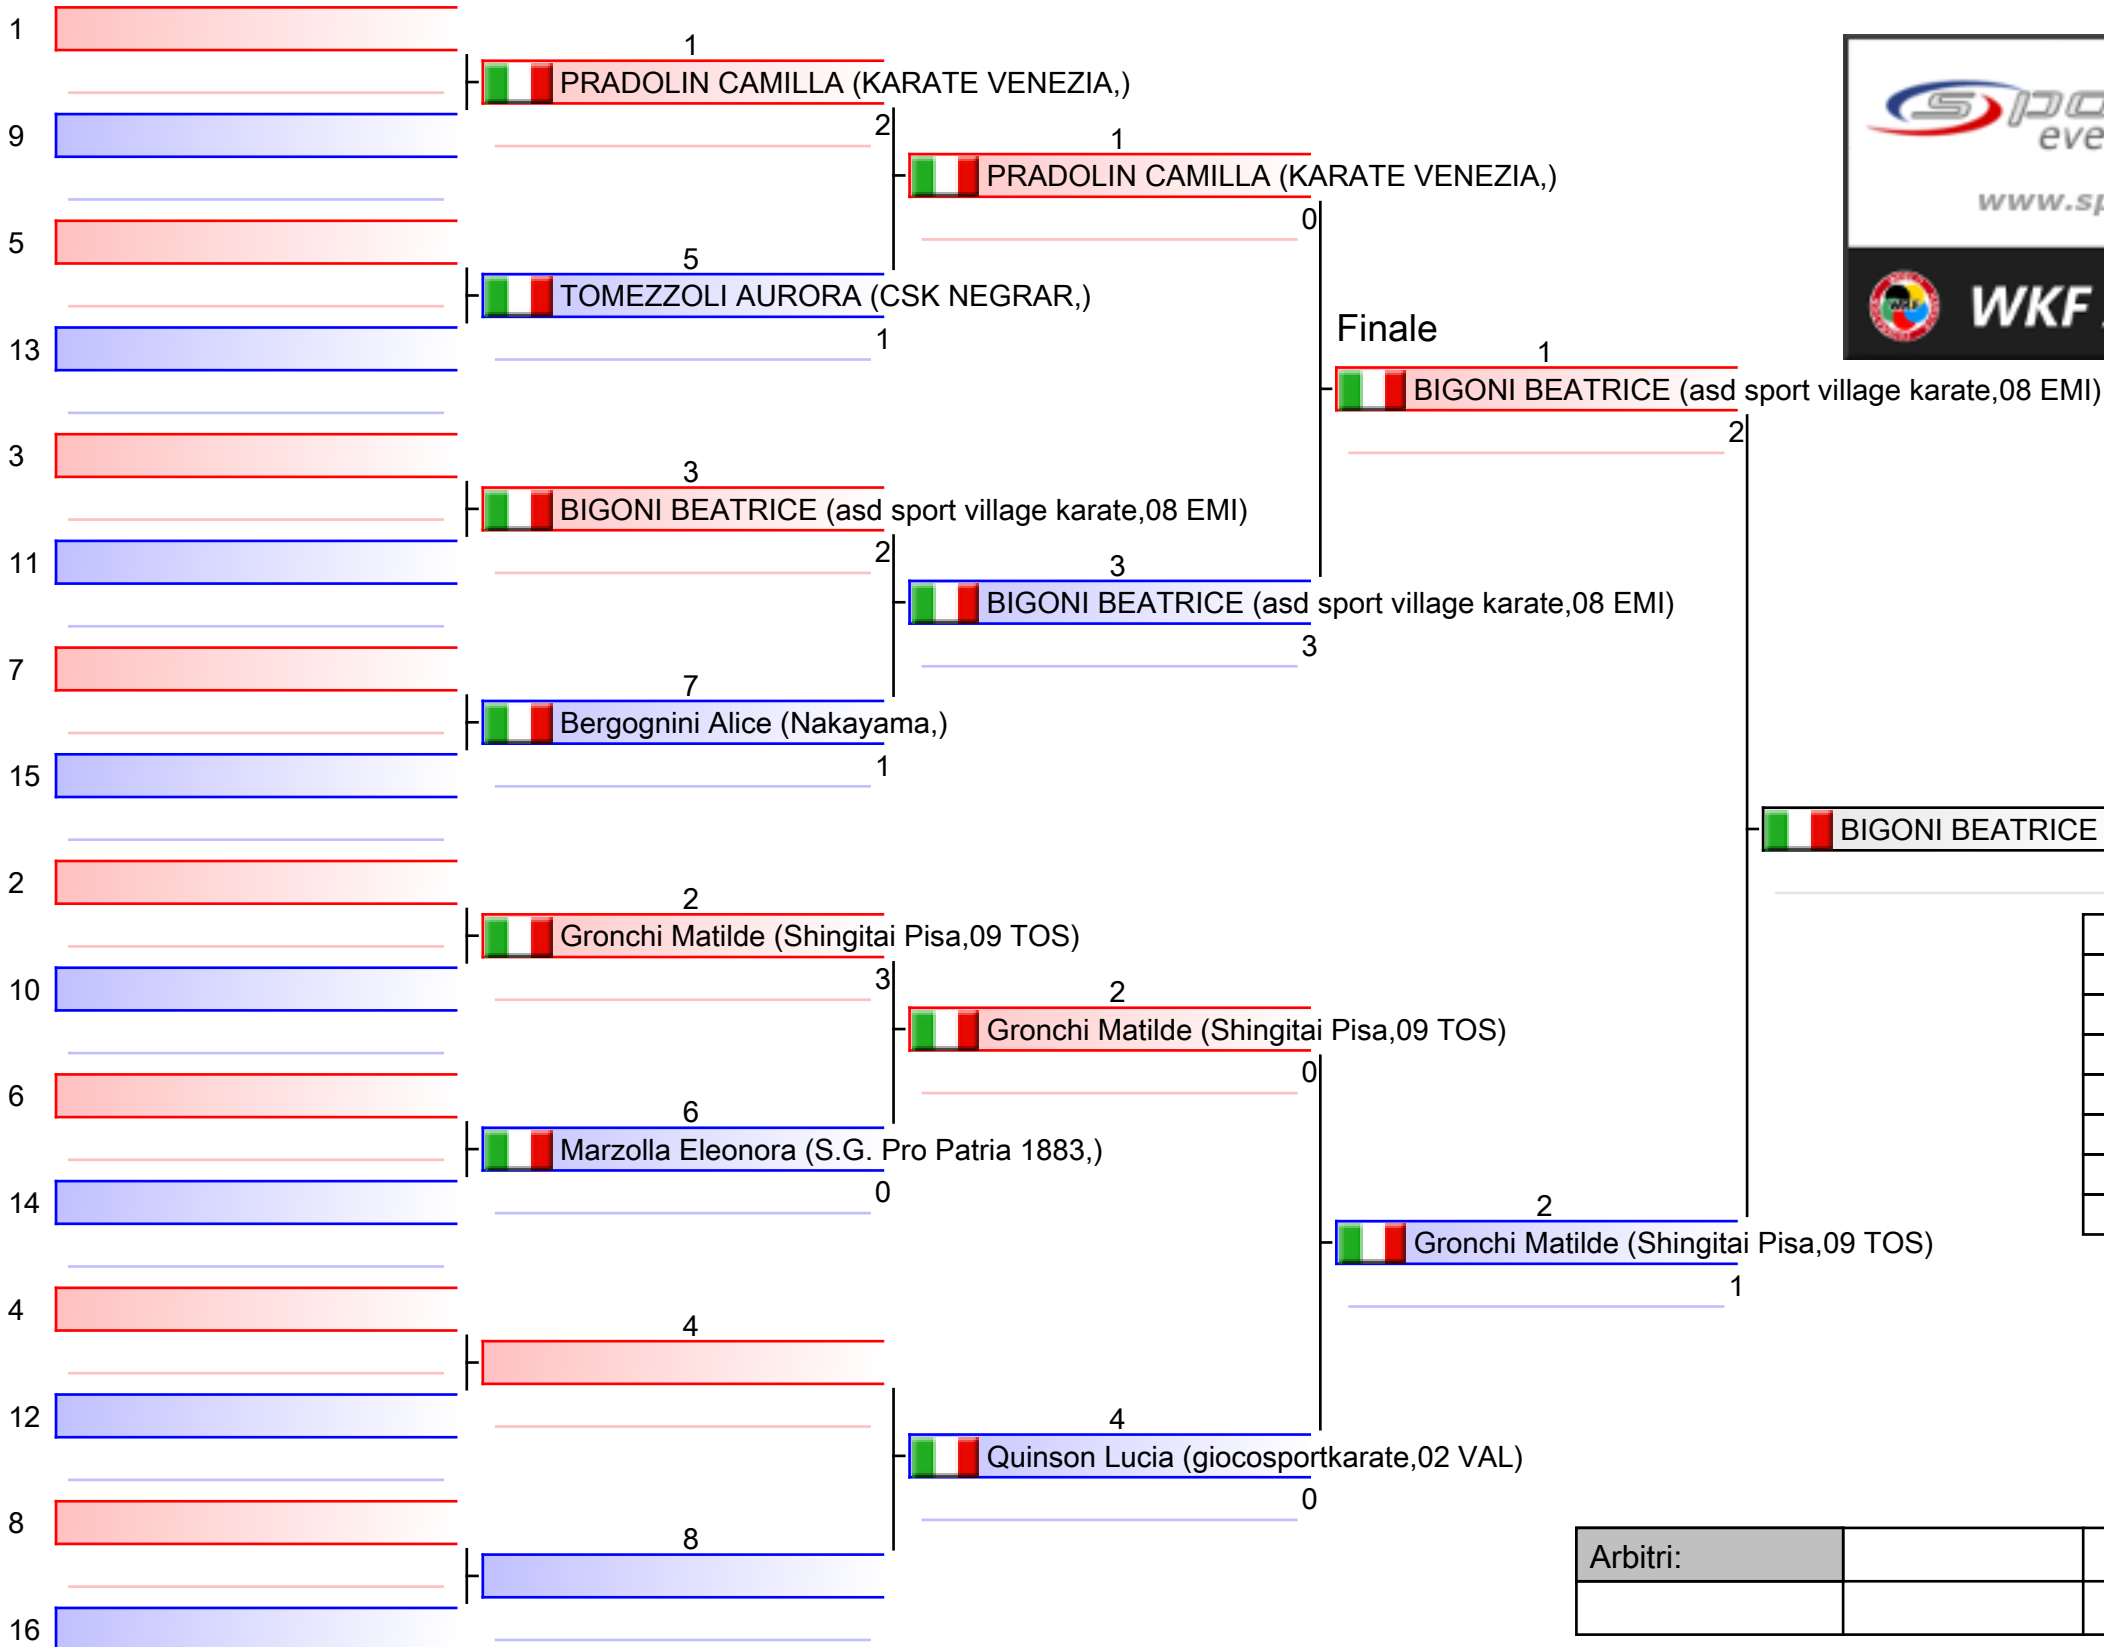 1
1
PRADOLIN CAMILLA (KARATE VENEZIA,)
2
9
1
PRADOLIN CAMILLA (KARATE VENEZIA,)
0
5
5
TOMEZZOLI AURORA (CSK NEGRAR,)
1
13
www.sp
WKF
Finale
1
BIGONI BEATRICE (asd sport village karate,08 EMI)
2
3
3
BIGONI BEATRICE (asd sport village karate,08 EMI)
2
11
3
BIGONI BEATRICE (asd sport village karate,08 EMI)
3
7
7
Bergognini Alice (Nakayama,)
1
15
BIGONI BEATRICE
2
2
Gronchi Matilde (Shingitai Pisa,09 TOS)
3
10
2
Gronchi Matilde (Shingitai Pisa,09 TOS)
0
6
6
Marzolla Eleonora (S.G. Pro Patria 1883,)
0
14
2
Gronchi Matilde (Shingitai Pisa,09 TOS)
1
4
4
12
4
Quinson Lucia (giocosportkarate,02 VAL)
0
8
8
16
Arbitri: